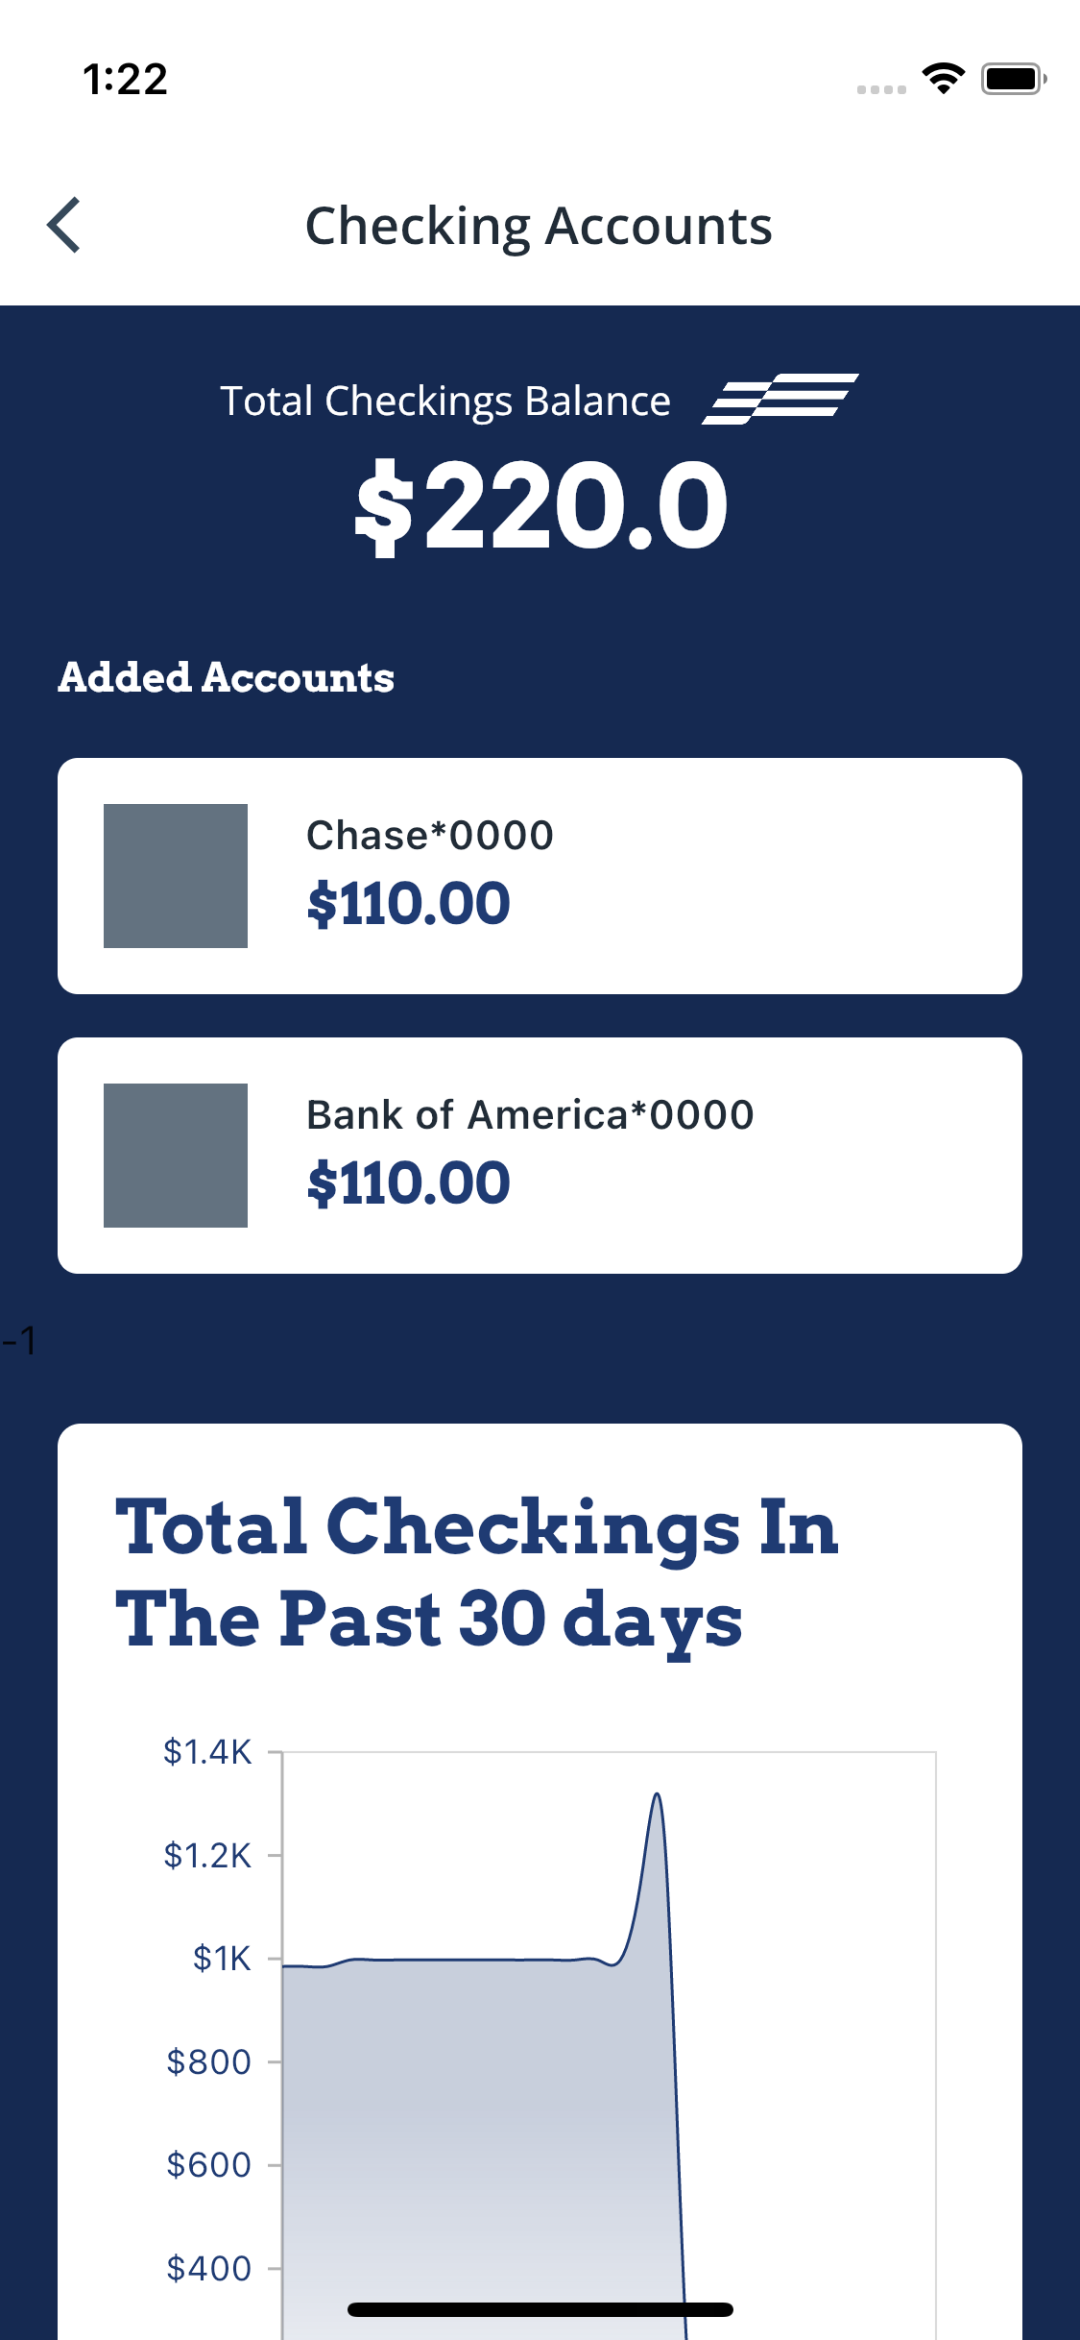 1:22
Checking Accounts
Total Checkings Balance
$220.0
Added Accounts
Chase*0000
$110.00
Bank of America*0000
$110.00
-1
Total Checkings In
The Past 30 days
$1.4K
$1.2K
$1K
$800
$600
$400